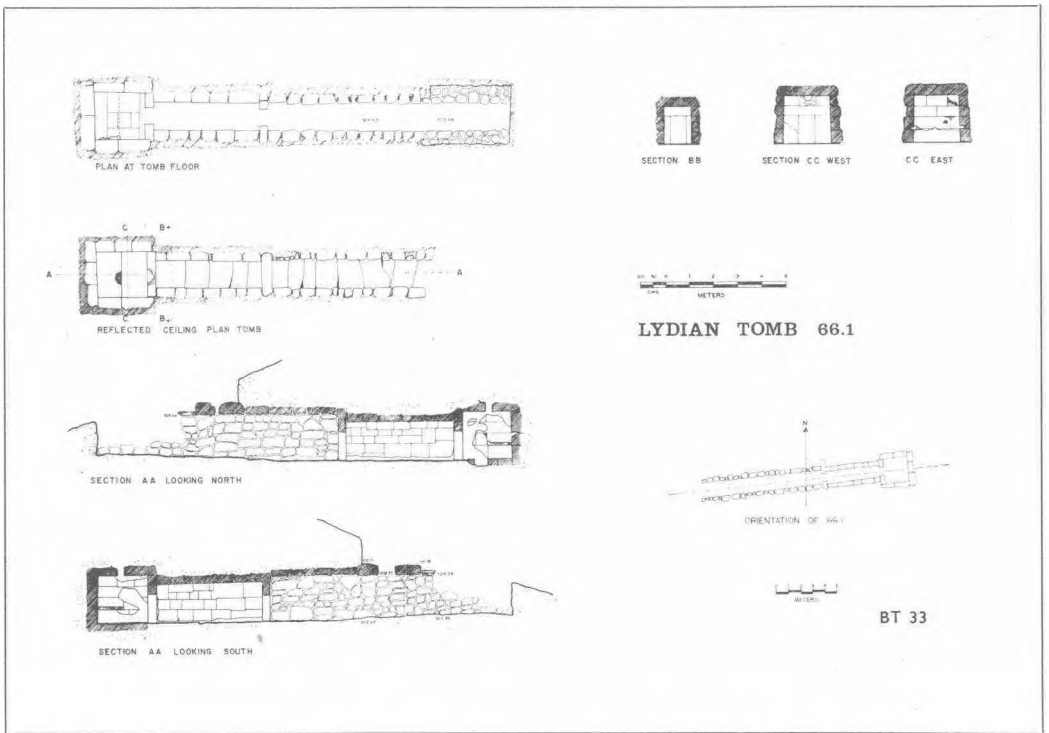 PLAN AT TOMB FLOOR
SECTION BB
SECTION CC WEST
CC EAST
C B
A A
C B
REFLECTED CEILING PLAN TOMB
METERS
LYDIAN TOMB 66.1
SECTION AA LOOKING NORTH
N
ORIENTATION OF 66.1
METERS
BT 33
SECTION AA LOOKING SOUTH